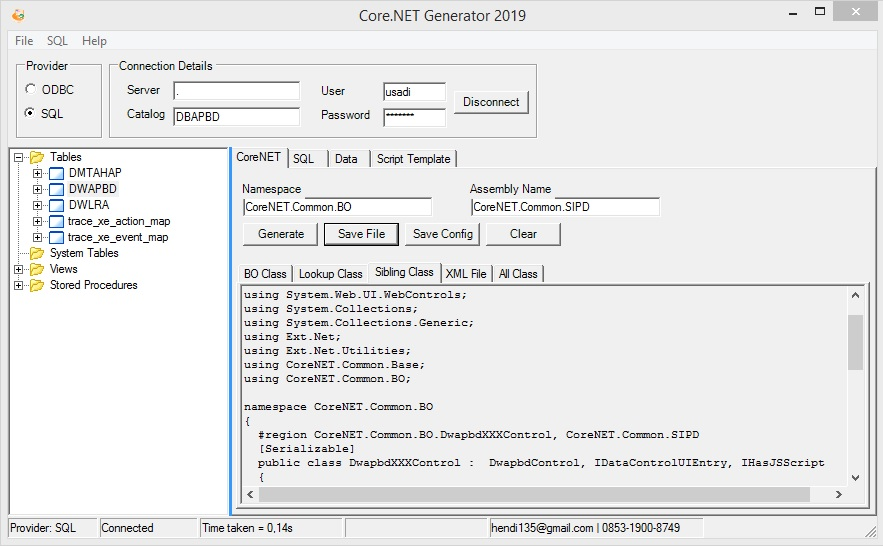 Core.NET Generator 2019
File SQL Help
Provider
ODBC
SQL
Connection Details
Server .
Catalog DBAPBD
User usadi
Password *******
Disconnect
Tables
DMTAHAP
DWAPBD
DWLRA
trace_xe_action_map
trace_xe_event_map
System Tables
Views
Stored Procedures
CoreNET SQL Data Script Template
Namespace
CoreNET.Common.BO
Assembly Name
CoreNET.Common.SIPD
Generate Save File Save Config Clear
BO Class Lookup Class Sibling Class XML File All Class
using System.Web.UI.WebControls;
using System.Collections;
using System.Collections.Generic;
using Ext.Net;
using Ext.Net.Utilities;
using CoreNET.Common.Base;
using CoreNET.Common.BO;
namespace CoreNET.Common.BO
{
#region CoreNET.Common.BO.DwapbdXXXControl, CoreNET.Common.SIPD
[Serializable]
public class DwapbdXXXControl : DwapbdControl, IDataControlUIEntry, IHasJSScript
{
Provider: SQL Connected Time taken = 0,14s hendi135@gmail.com | 0853-1900-8749